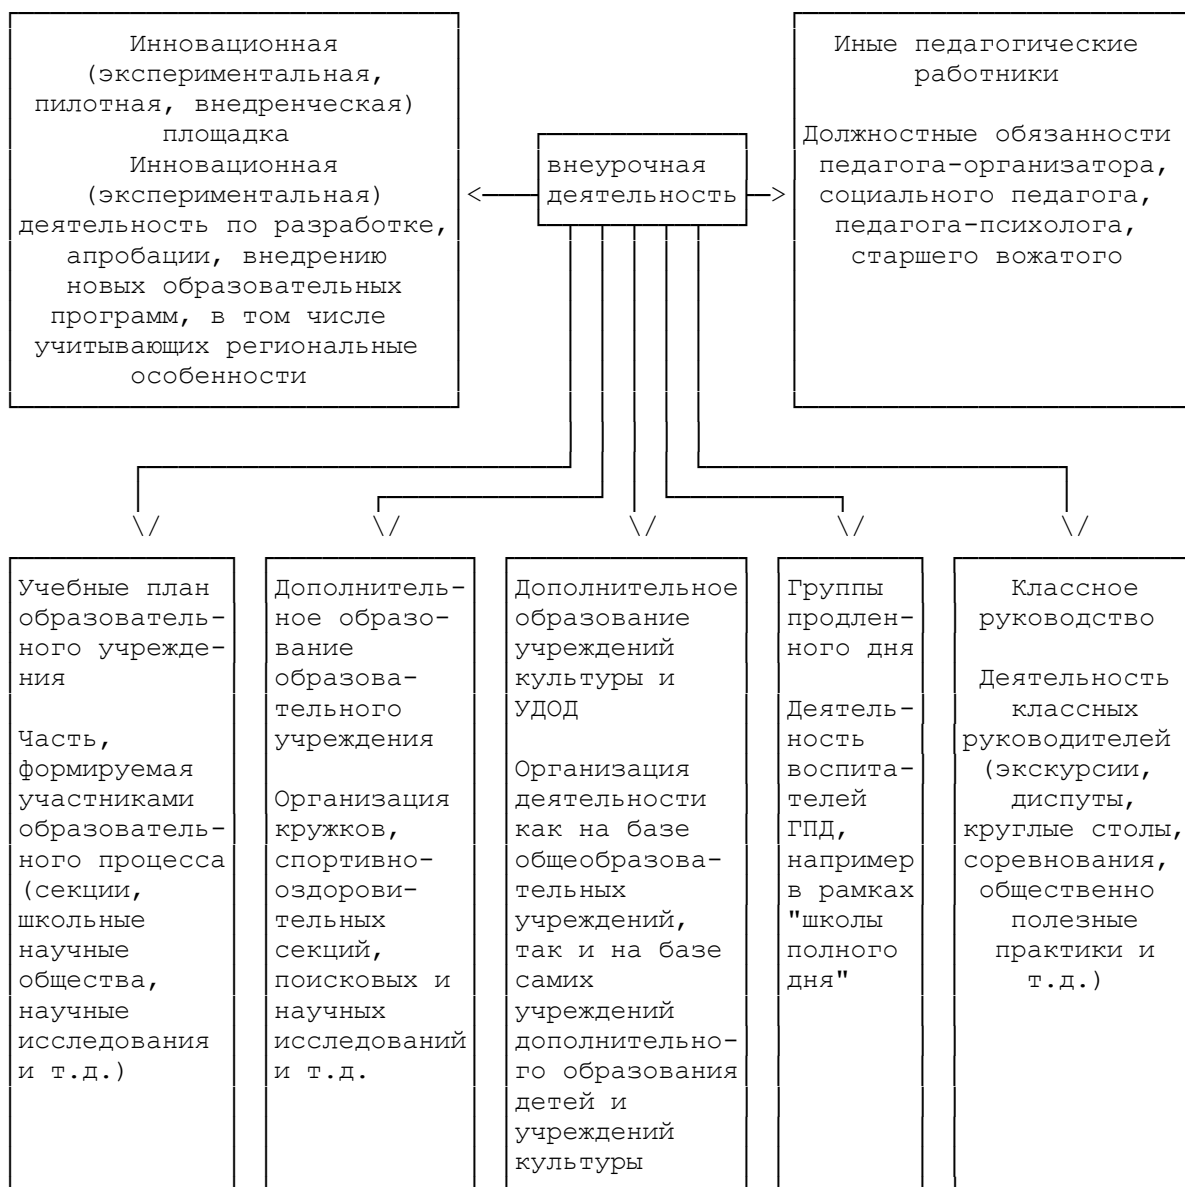 Инновационная
(экспериментальная,
пилотная, внедренческая)
площадка
Инновационная
(экспериментальная)
деятельность по разработке,
апробации, внедрению
новых образовательных
программ, в том числе
учитывающих региональные
особенности
внеурочная
деятельность
Иные педагогические
работники
Должностные обязанности
педагога-организатора,
социального педагога,
педагога-психолога,
старшего вожатого
Учебные план
образователь-
ного учрежде-
ния
Часть,
формируемая
участниками
образователь-
ного процесса
(секции,
школьные
научные
общества,
научные
исследования
и т.д.)
Дополнитель-
ное образо-
вание
образова-
тельного
учреждения
Организация
кружков,
спортивно-
оздорови-
тельных
секций,
поисковых и
научных
исследований
и т.д.
Дополнительное
образование
учреждений
культуры и
УДОД
Организация
деятельности
как на базе
общеобразова-
тельных
учреждений,
так и на базе
самих
учреждений
дополнительно-
го образования
детей и
учреждений
культуры
Группы
продлен-
ного дня
Деятель-
ность
воспита-
телей
ГПД,
например
в рамках
"школы
полного
дня"
Классное
руководство
Деятельность
классных
руководителей
(экскурсии,
диспуты,
круглые столы,
соревнования,
общественно
полезные
практики и
т.д.)